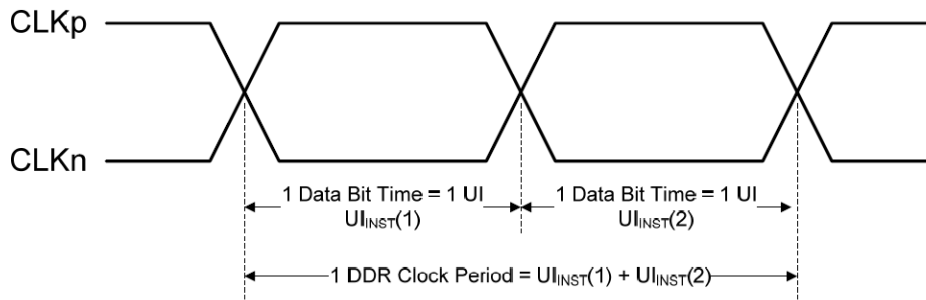 CLKp
CLKn
1 Data Bit Time = 1 UI
UIINST(1)
1 Data Bit Time = 1 UI
UIINST(2)
1 DDR Clock Period = UIINST(1) + UIINST(2)